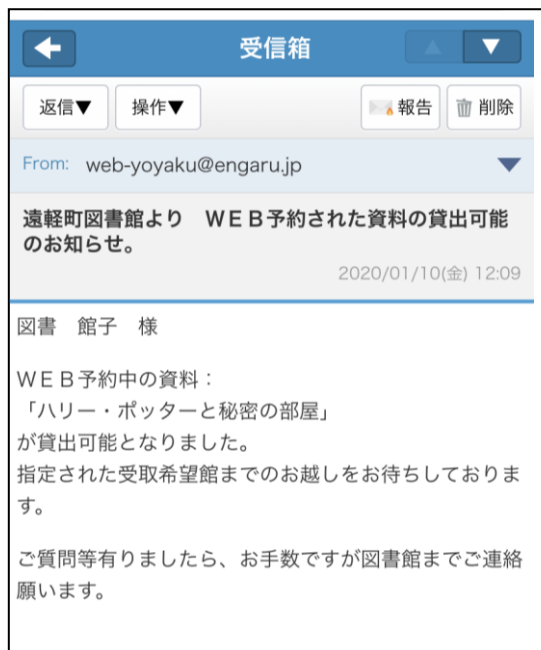 受信箱
返信▼
操作▼
報告
削除
From: web-yoyaku@engaru.jp
遠軽町図書館より　ＷＥＢ予約された資料の貸出可能
のお知らせ。
2020/01/10(金) 12:09
図書　館子　様
ＷＥＢ予約中の資料：
「ハリー・ポッターと秘密の部屋」
が貸出可能となりました。
指定された受取希望館までのお越しをお待ちしておりま
す。
ご質問等有りましたら、お手数ですが図書館までご連絡
願います。